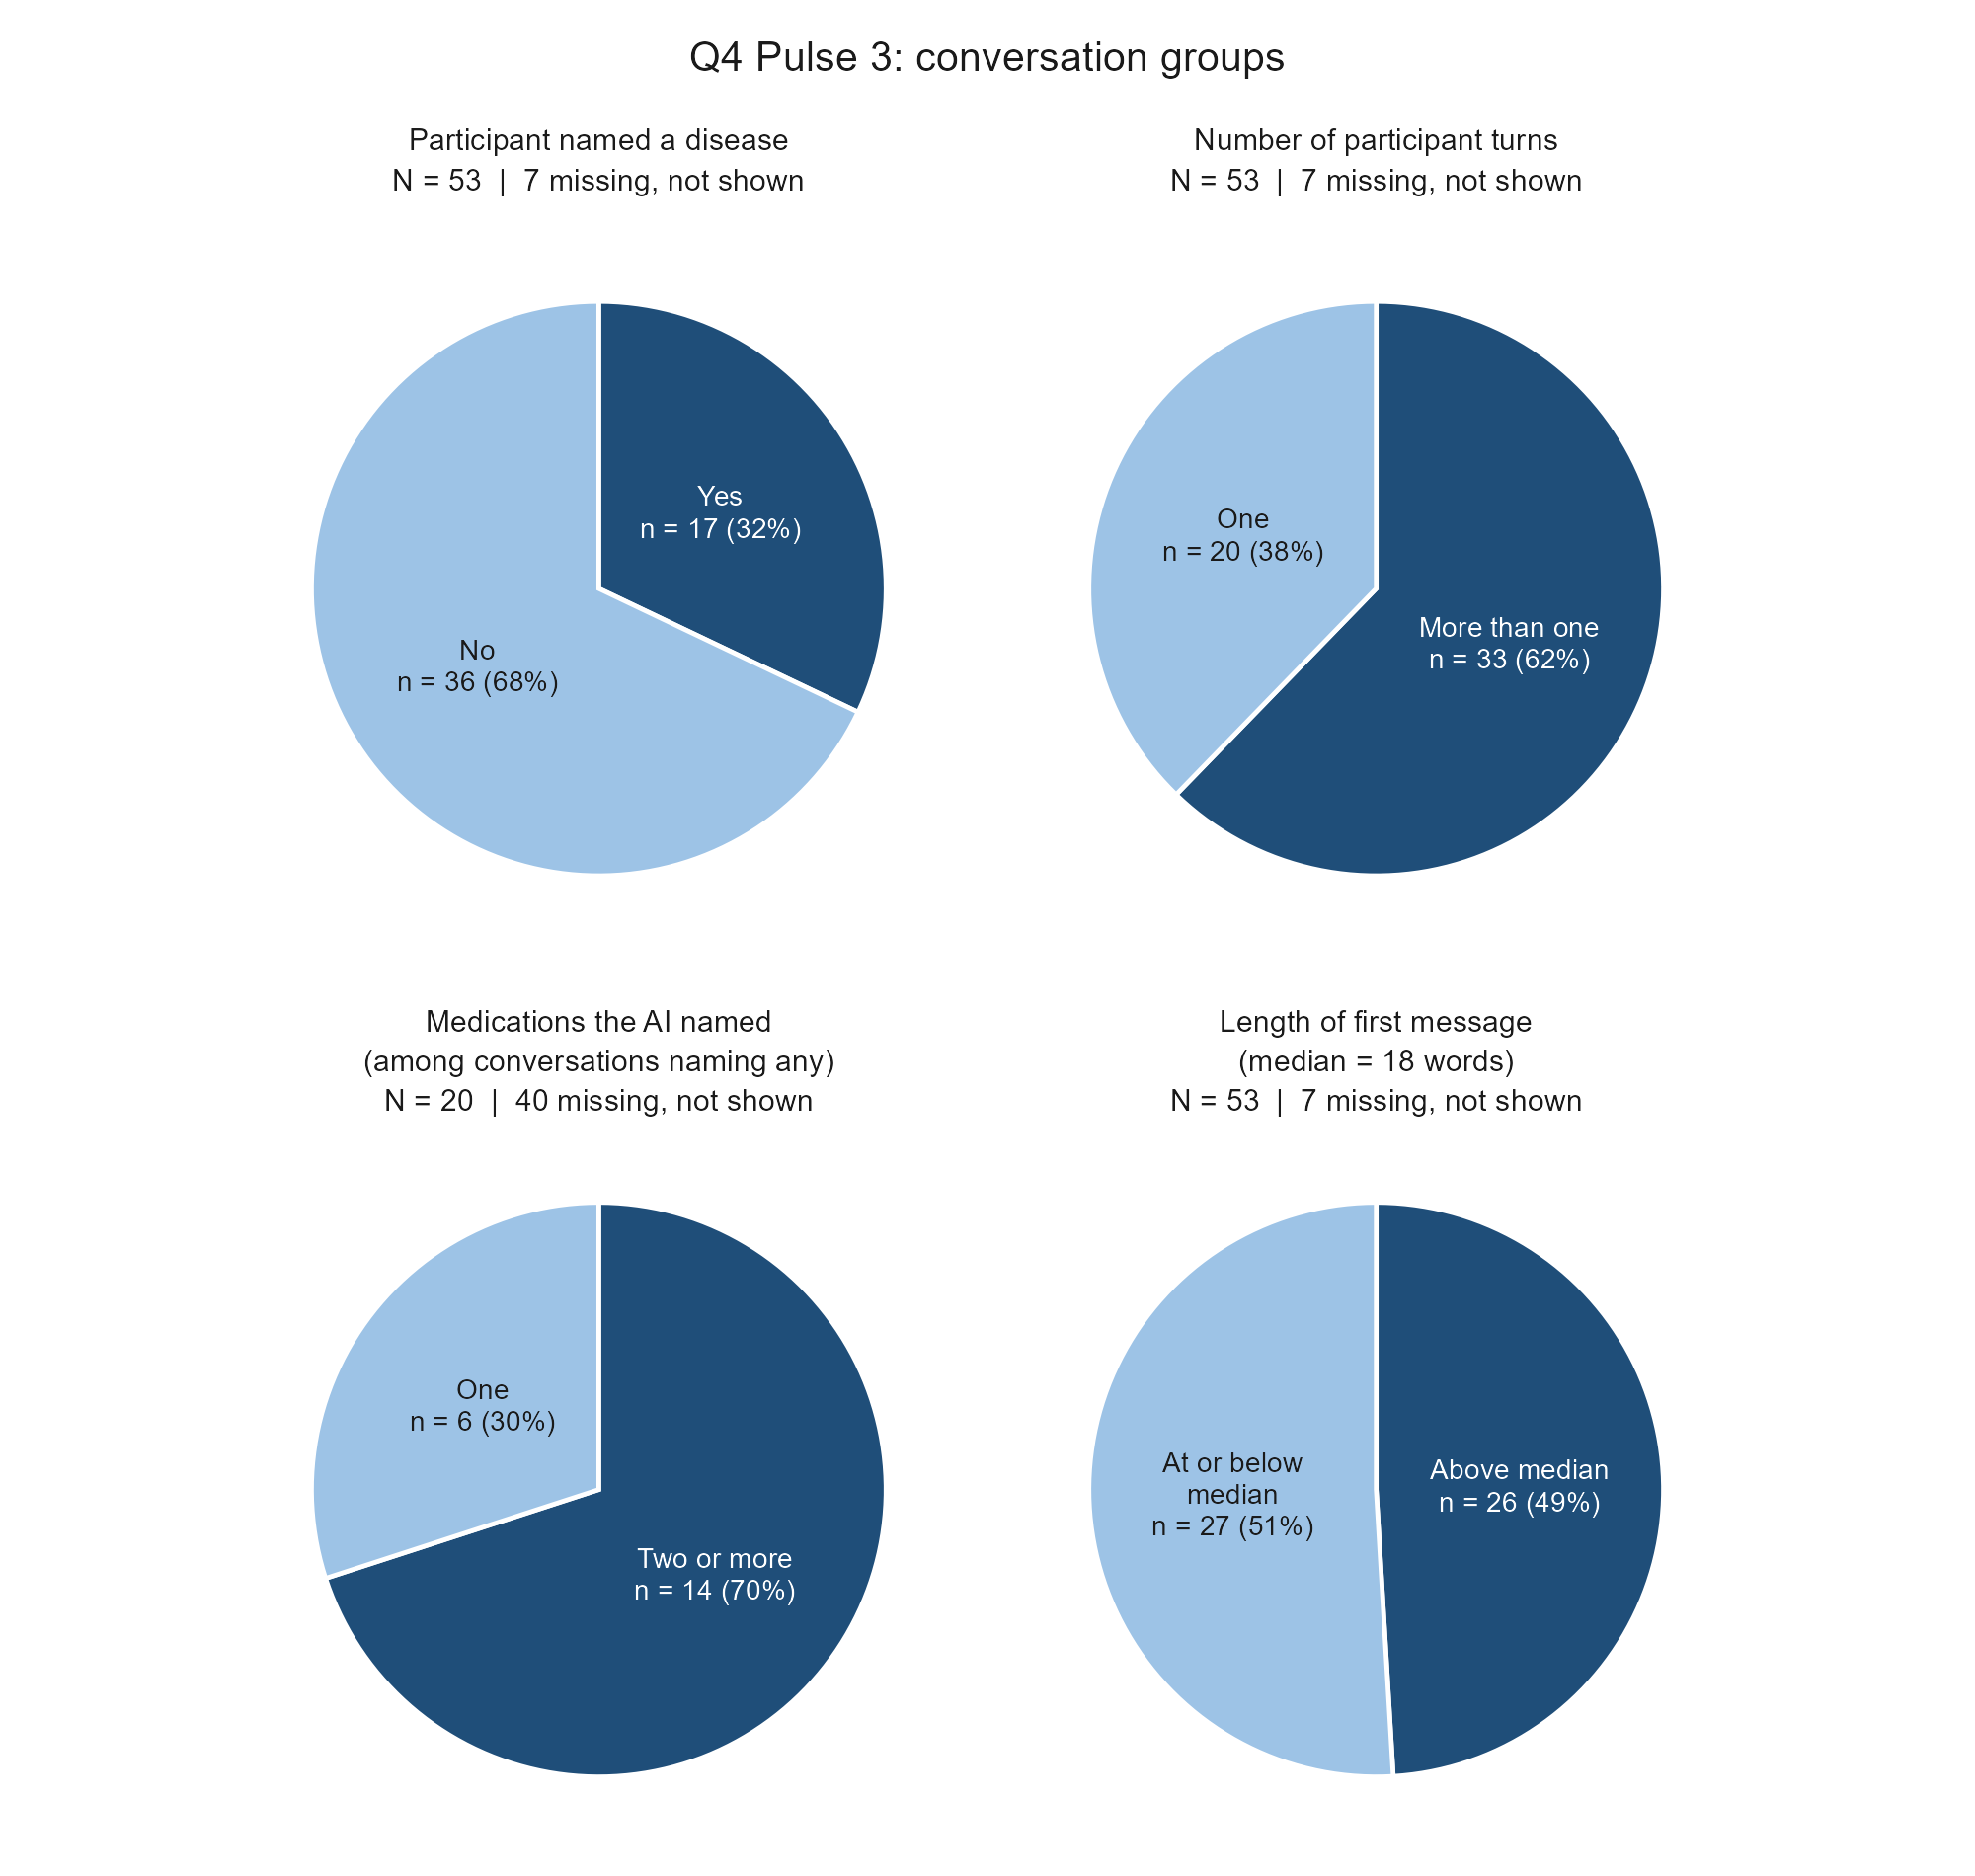 Q4 Pulse 3: conversation groups
Participant named a disease
N = 53 | 7 missing, not shown
Yes
n = 17 (32%)
No
n = 36 (68%)
Number of participant turns
N = 53 | 7 missing, not shown
One
n = 20 (38%)
More than one
n = 33 (62%)
Medications the AI named
(among conversations naming any)
N = 20 | 40 missing, not shown
One
n = 6 (30%)
Two or more
n = 14 (70%)
Length of first message
(median = 18 words)
N = 53 | 7 missing, not shown
At or below
median
n = 27 (51%)
Above median
n = 26 (49%)